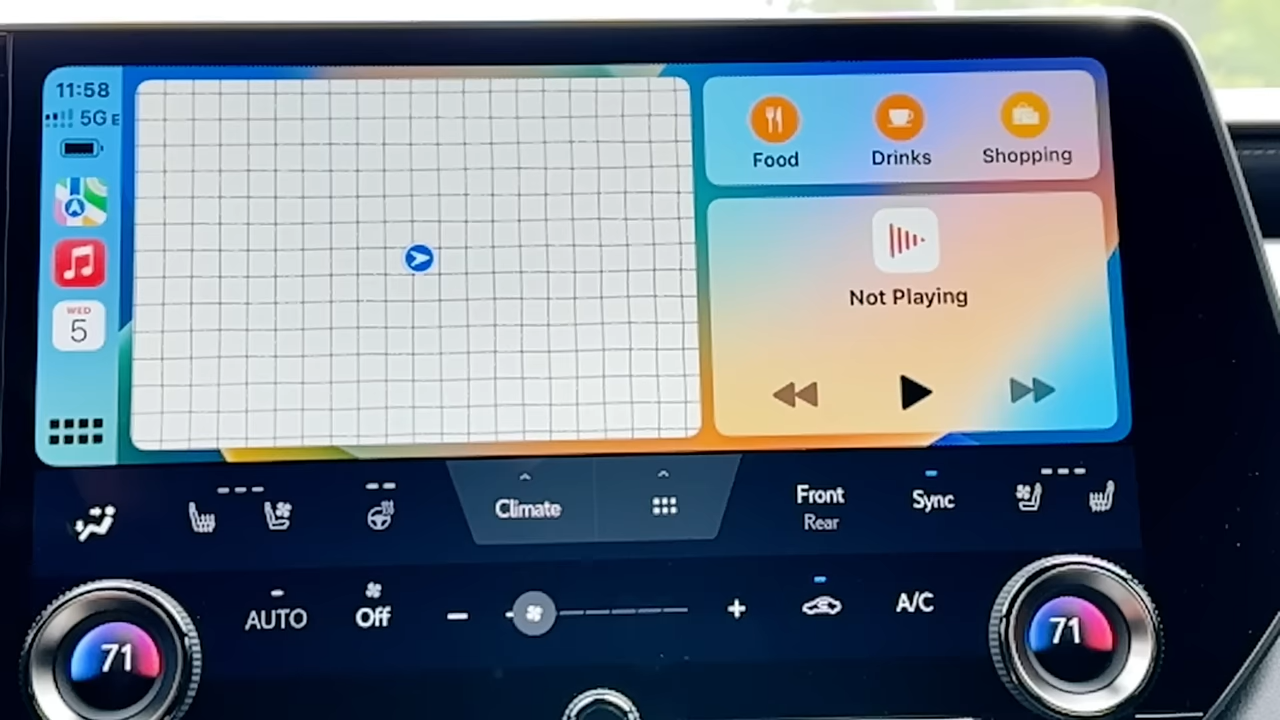 11:58
5G E
WED
5
Food
Drinks
Shopping
Not Playing
Climate
Front
Rear
Sync
AUTO
Off
A/C
71
71